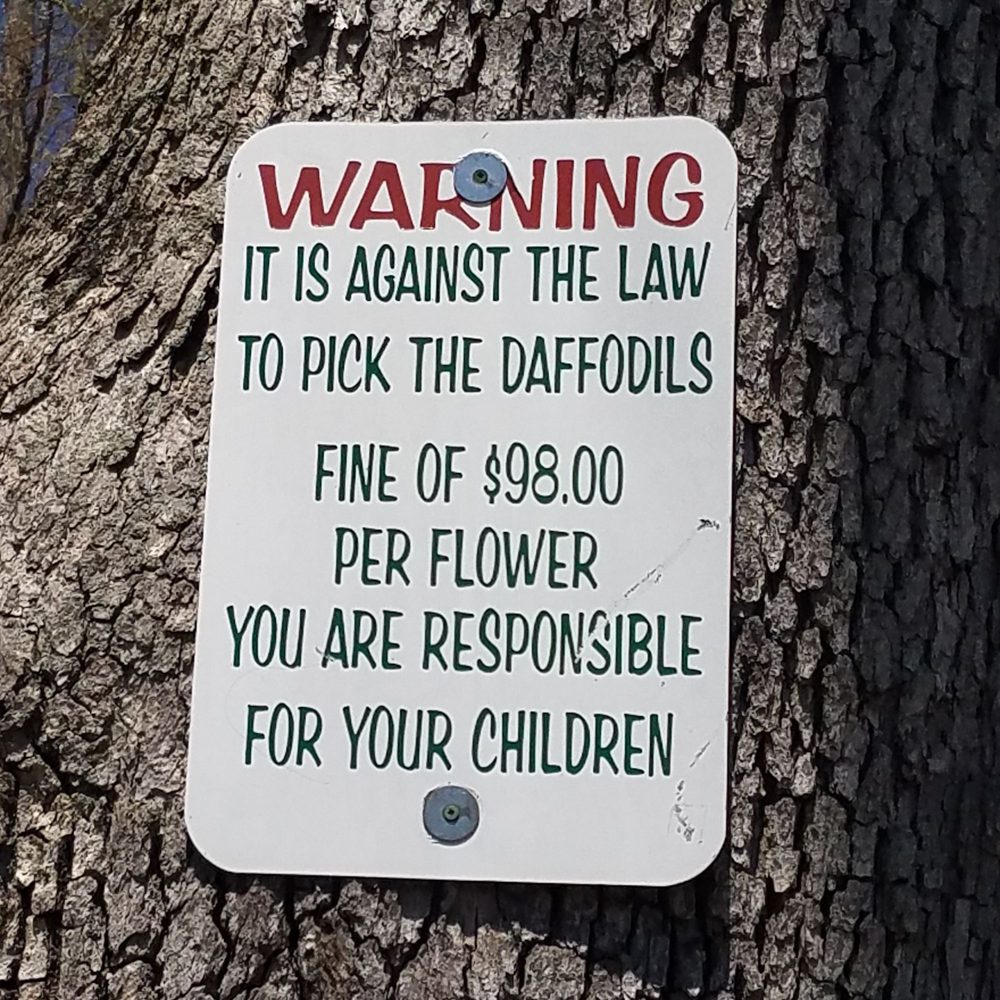 WARNING
IT IS AGAINST THE LAW
TO PICK THE DAFFODILS
FINE OF $98.00
PER FLOWER
YOU ARE RESPONSIBLE
FOR YOUR CHILDREN